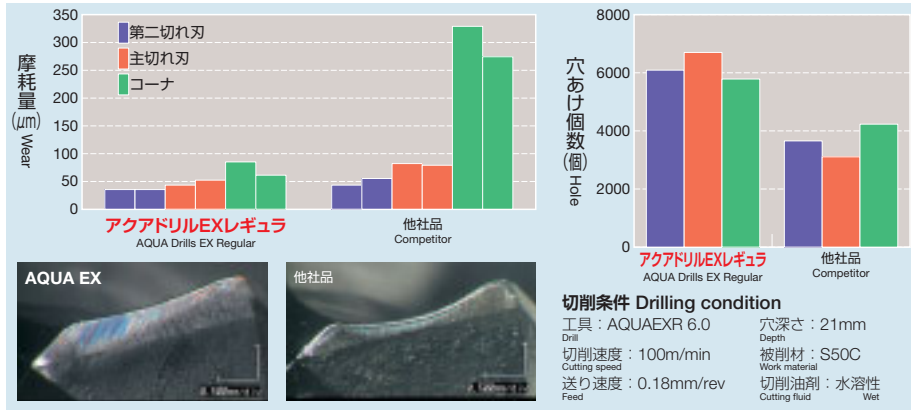 350
300
250
200
150
100
50
0
摩耗量(μm) Wear
第二切れ刃
主切れ刃
コーナ
アクアドリルEXレギュラ
AQUA Drills EX Regular
他社品
Competitor
8000
6000
4000
2000
0
穴あけ個数(個) Hole
アクアドリルEXレギュラ
AQUA Drills EX Regular
他社品
Competitor
AQUA EX
他社品
切削条件 Drilling condition
工具：AQUAEXR 6.0
Drill
穴深さ：21mm
Depth
切削速度：100m/min
Cutting speed
被削材：S50C
Work material
送り速度：0.18mm/rev
Feed
切削油剤：水溶性
Cutting fluid Wet